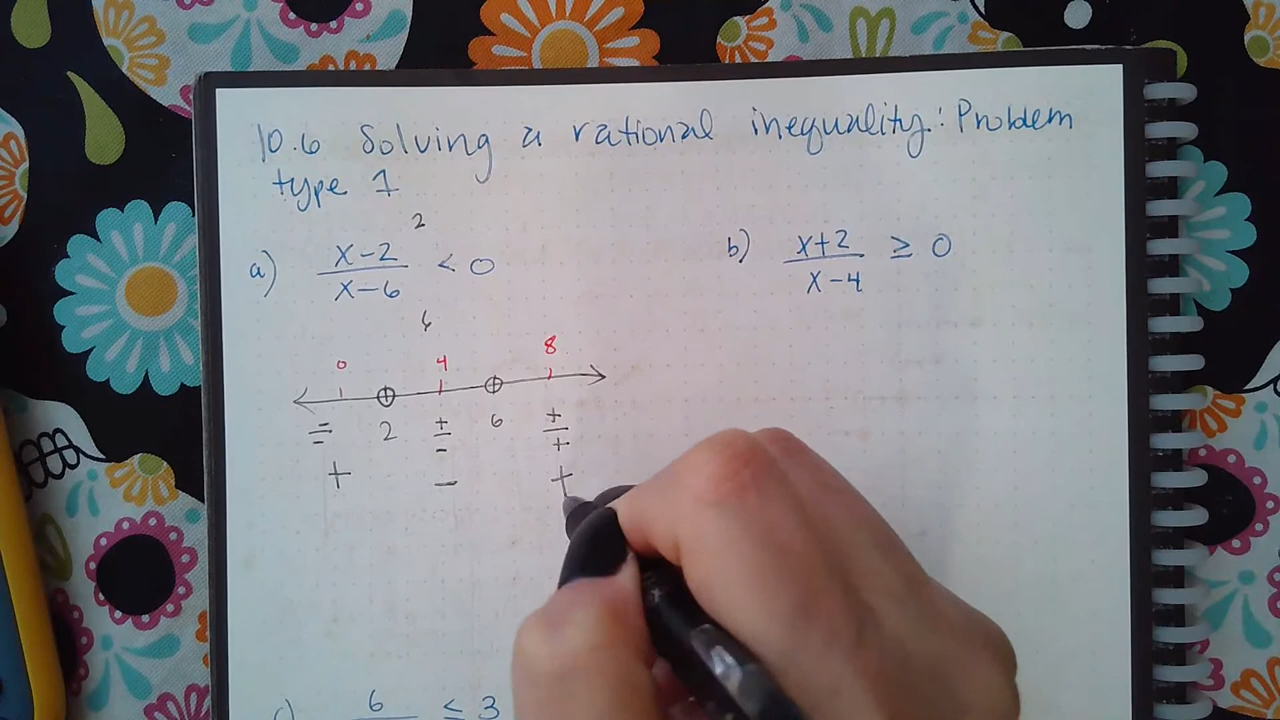 10.6 Solving a rational inequality: Problem
type 1
2
a) x-2 / x-6 < 0
b) x+2 / x-4 ≥ 0
6
0 4 8
2 6
-/- +/- +/+
+ - +
6 ≤ 3